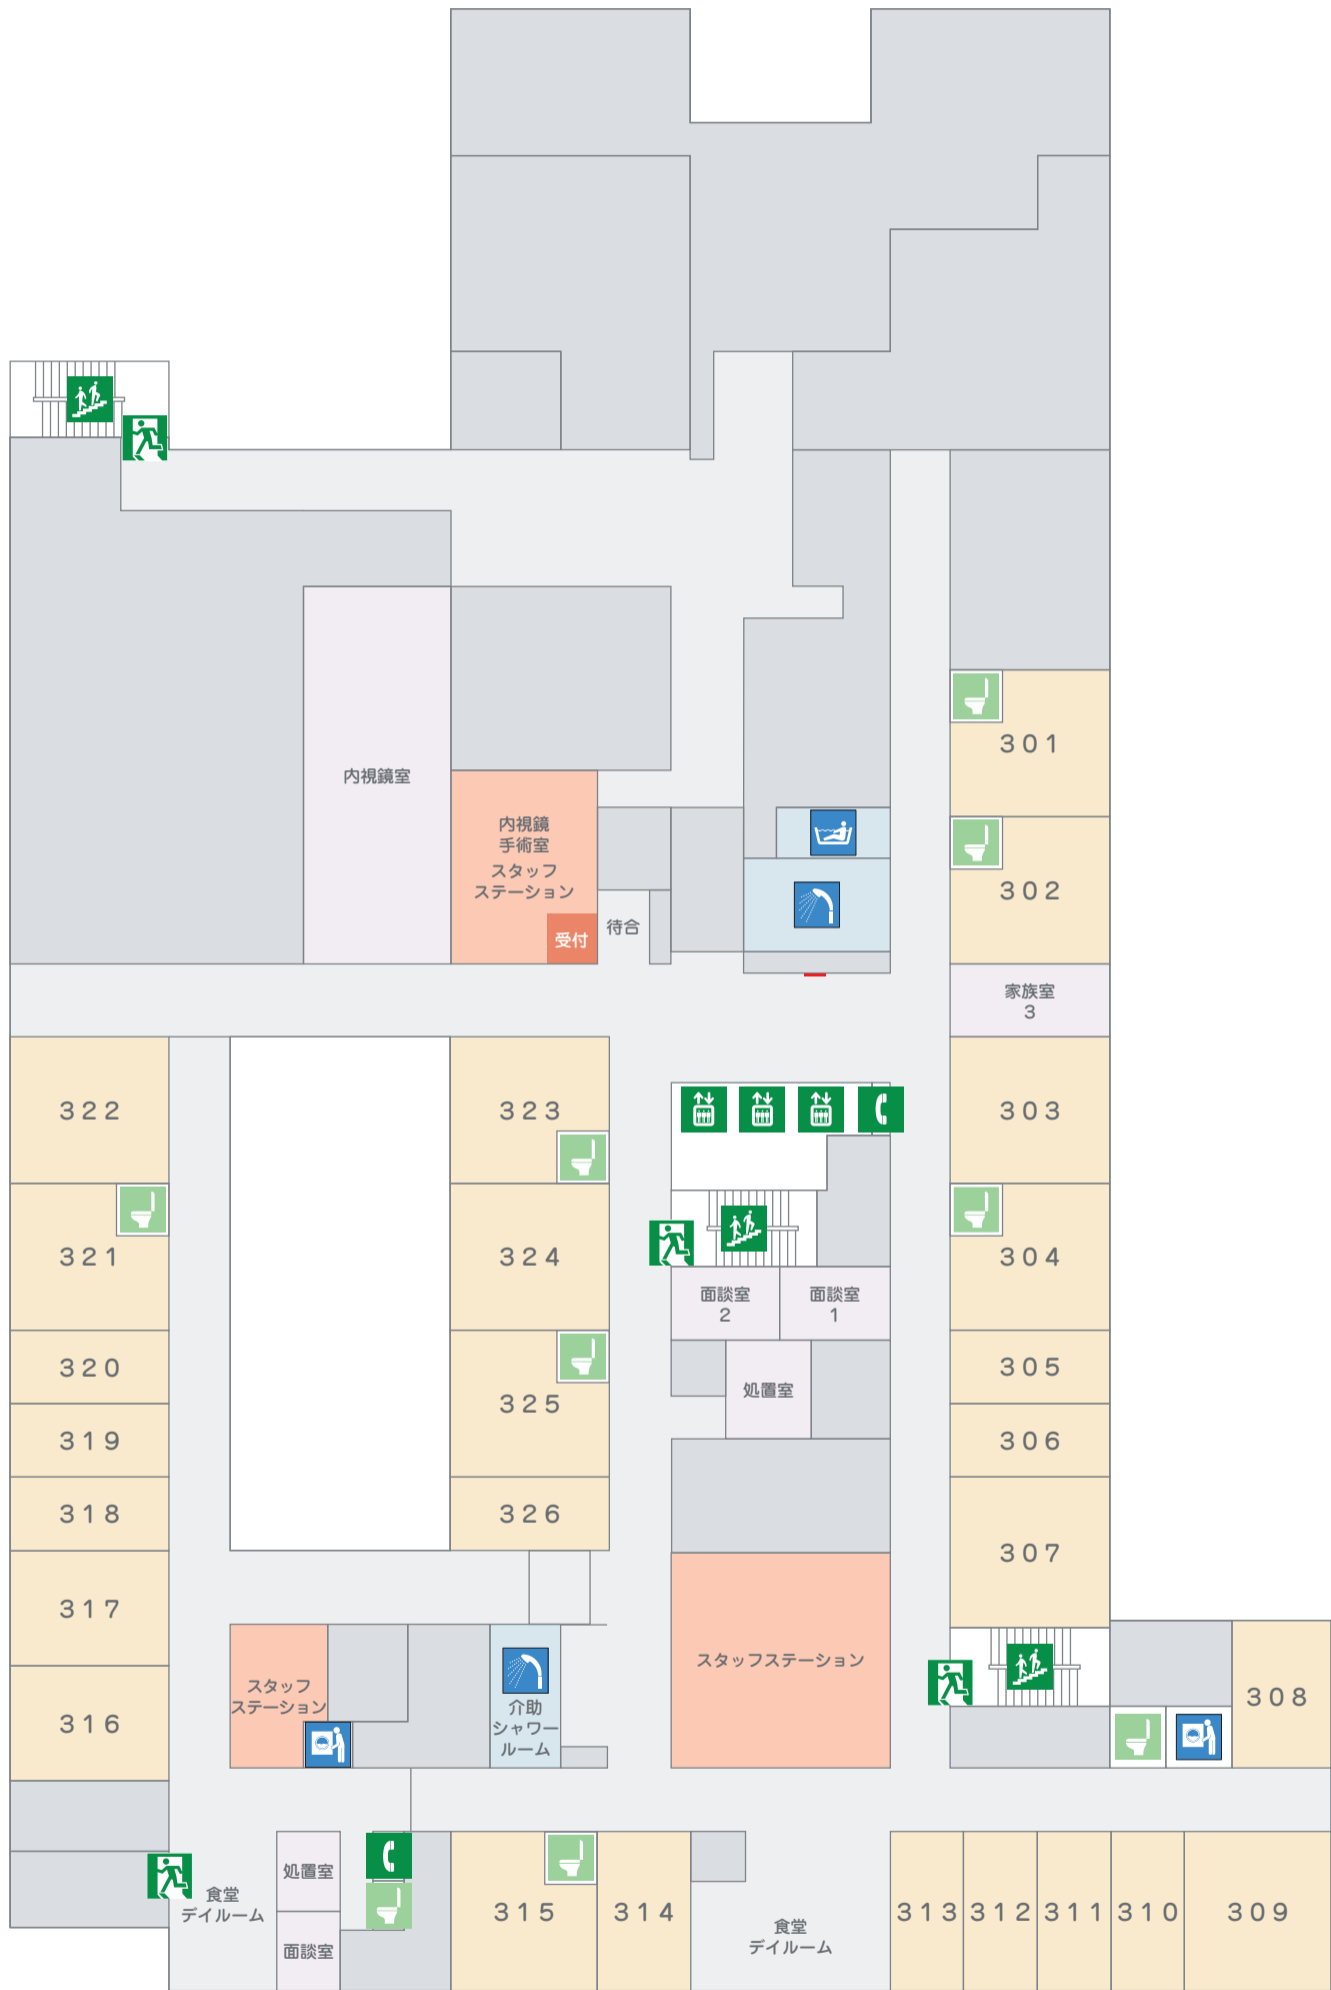 301
内視鏡室
内視鏡
手術室
スタッフ
ステーション
受付
待合
302
家族室
3
322
323
303
321
324
304
面談室
2
面談室
1
320
305
処置室
325
319
306
318
326
307
317
スタッフステーション
316
スタッフ
ステーション
介助
シャワー
ルーム
308
処置室
食堂
デイルーム
315
314
313
312
311
310
309
食堂
デイルーム
面談室